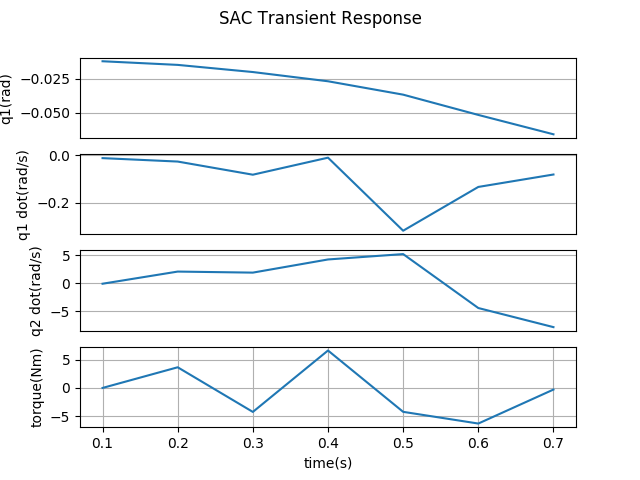 SAC Transient Response
q1(rad)
−0.025
−0.050
q1 dot(rad/s)
0.0
−0.2
q2 dot(rad/s)
5
0
−5
torque(Nm)
5
0
−5
0.1 0.2 0.3 0.4 0.5 0.6 0.7
time(s)